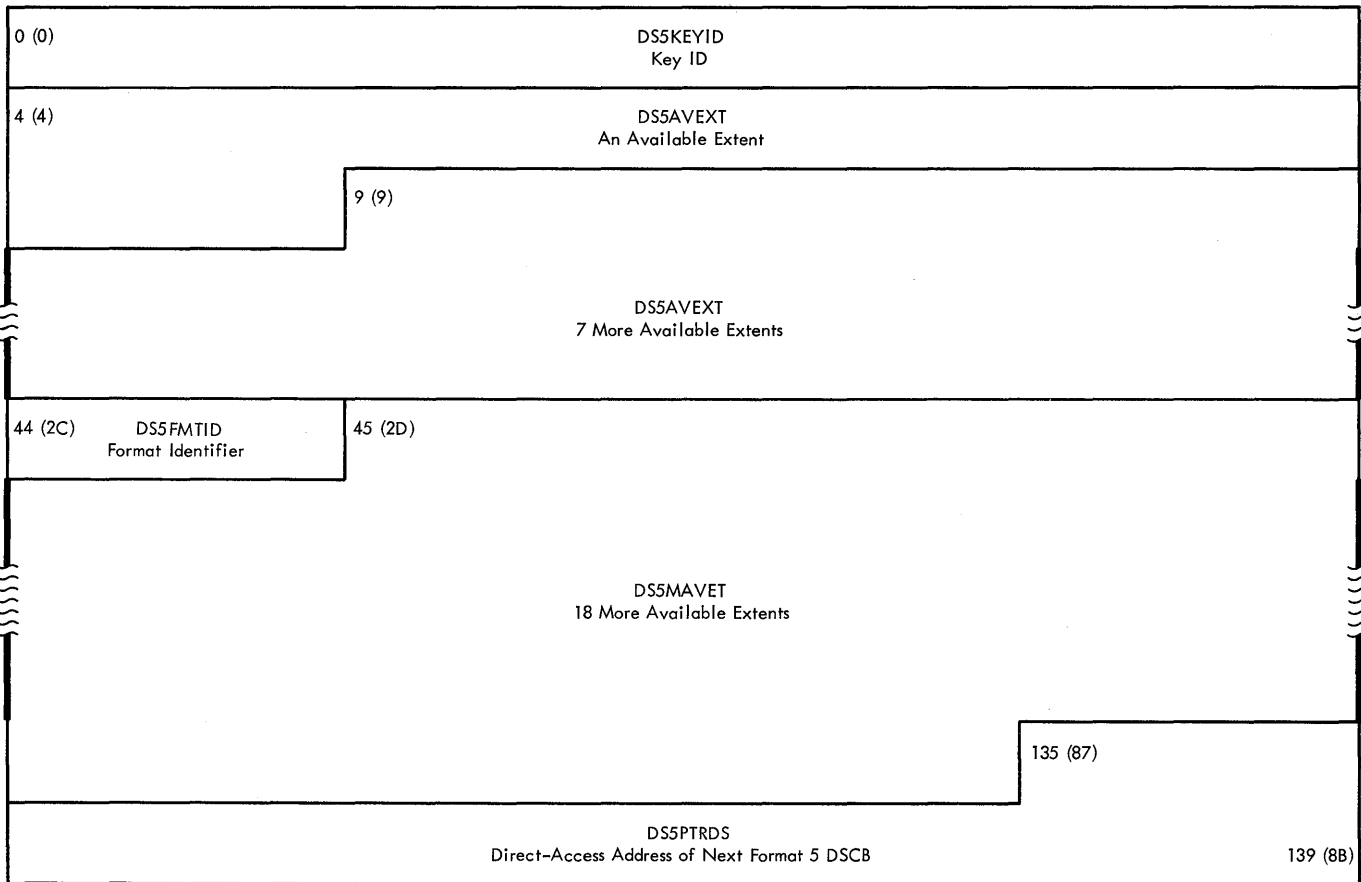 0 (0)
DS5KEYID
Key ID
4 (4)
DS5AVEXT
An Available Extent
9 (9)
DS5AVEXT
7 More Available Extents
44 (2C)
DS5FMTID
Format Identifier
45 (2D)
DS5MAVET
18 More Available Extents
135 (87)
DS5PTRDS
Direct-Access Address of Next Format 5 DSCB
139 (8B)